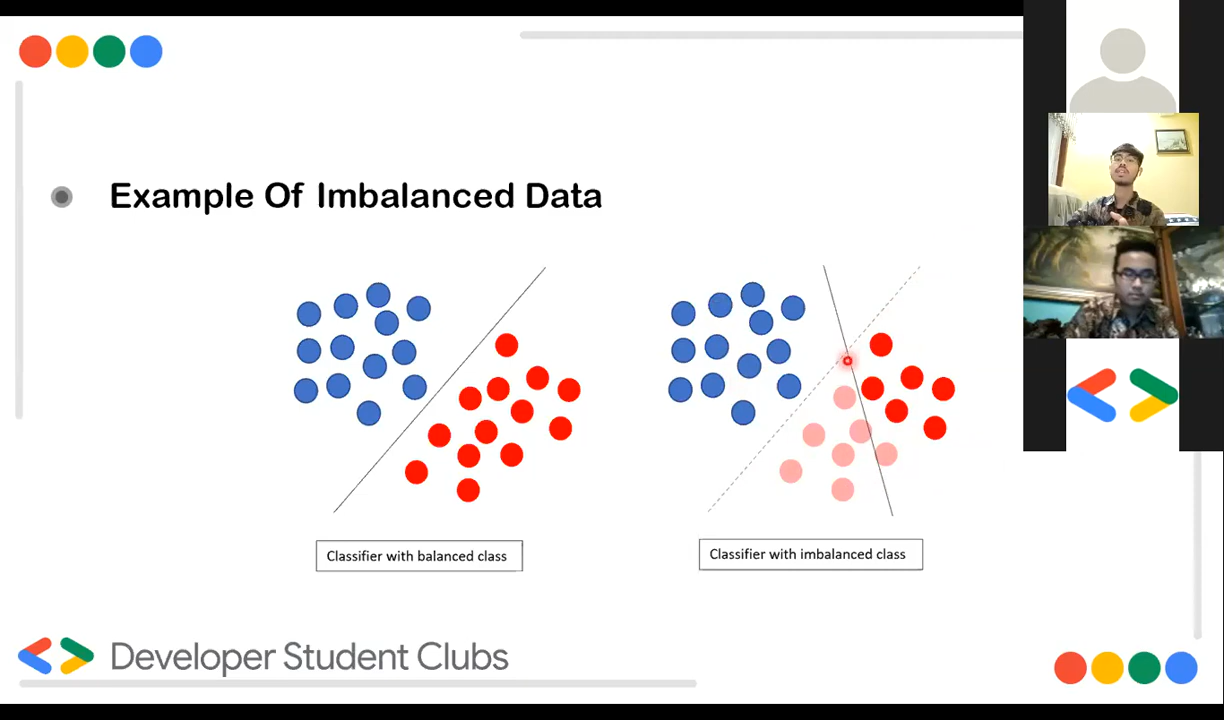 Example Of Imbalanced Data
Classifier with balanced class
Classifier with imbalanced class
Developer Student Clubs